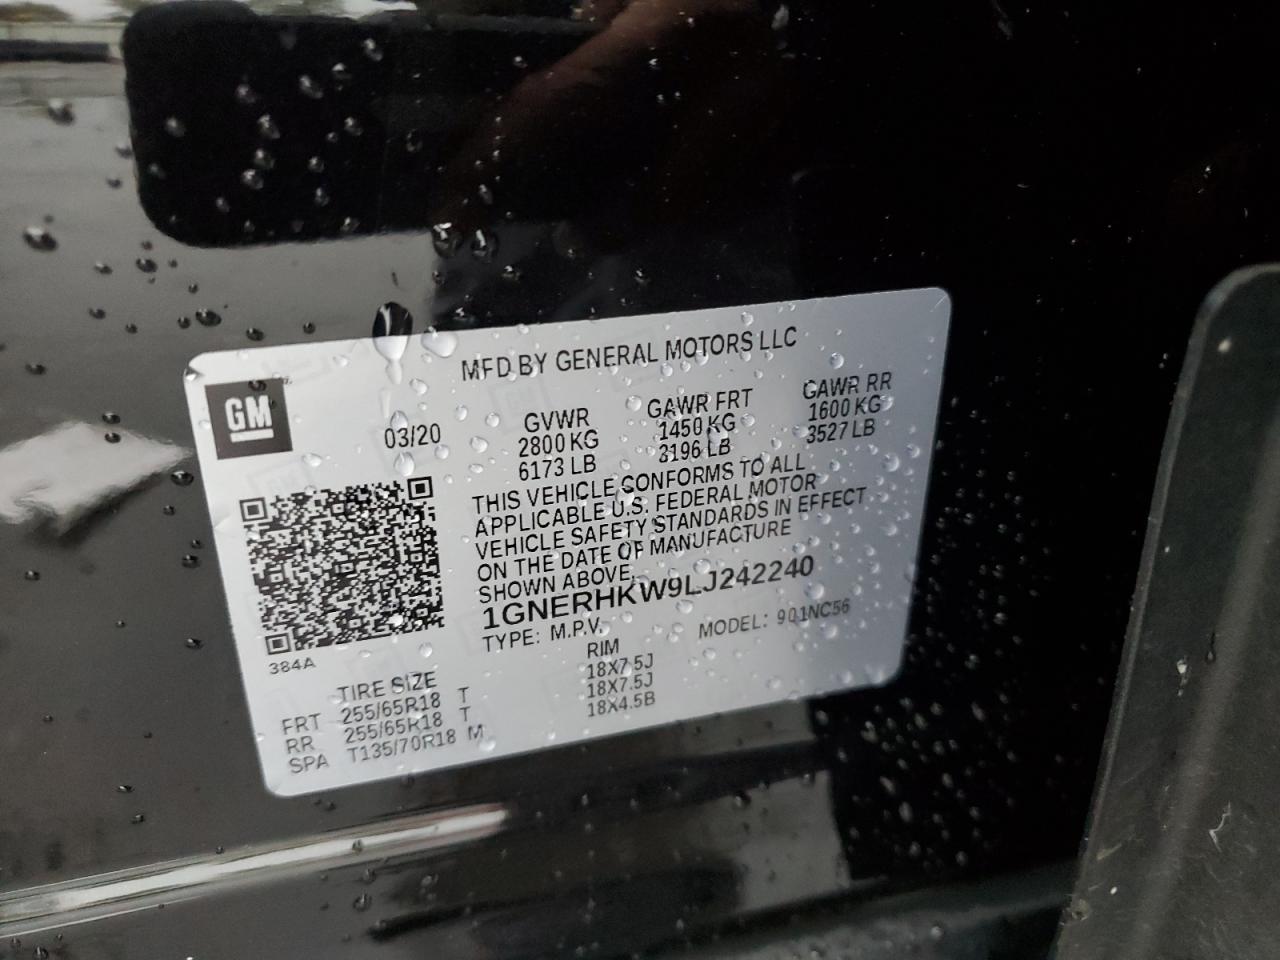 MFD BY GENERAL MOTORS LLC
GM
03/20
GVWR GAWR FRT GAWR RR
2800 KG 1450 KG 1600 KG
6173 LB 3196 LB 3527 LB
THIS VEHICLE CONFORMS TO ALL
APPLICABLE U.S. FEDERAL MOTOR
VEHICLE SAFETY STANDARDS IN EFFECT
ON THE DATE OF MANUFACTURE
SHOWN ABOVE.
1GNERHKW9LJ242240
TYPE: M.P.V. MODEL: 901NC56
384A
TIRE SIZE RIM
FRT 255/65R18 T 18X7.5J
RR 255/65R18 T 18X7.5J
SPA T135/70R18 M 18X4.5B